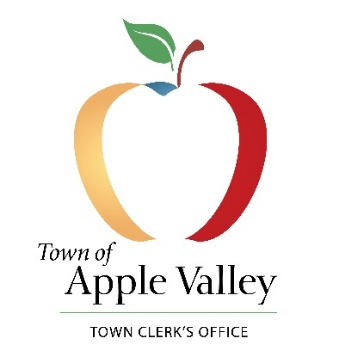 Town of
Apple Valley
TOWN CLERK'S OFFICE